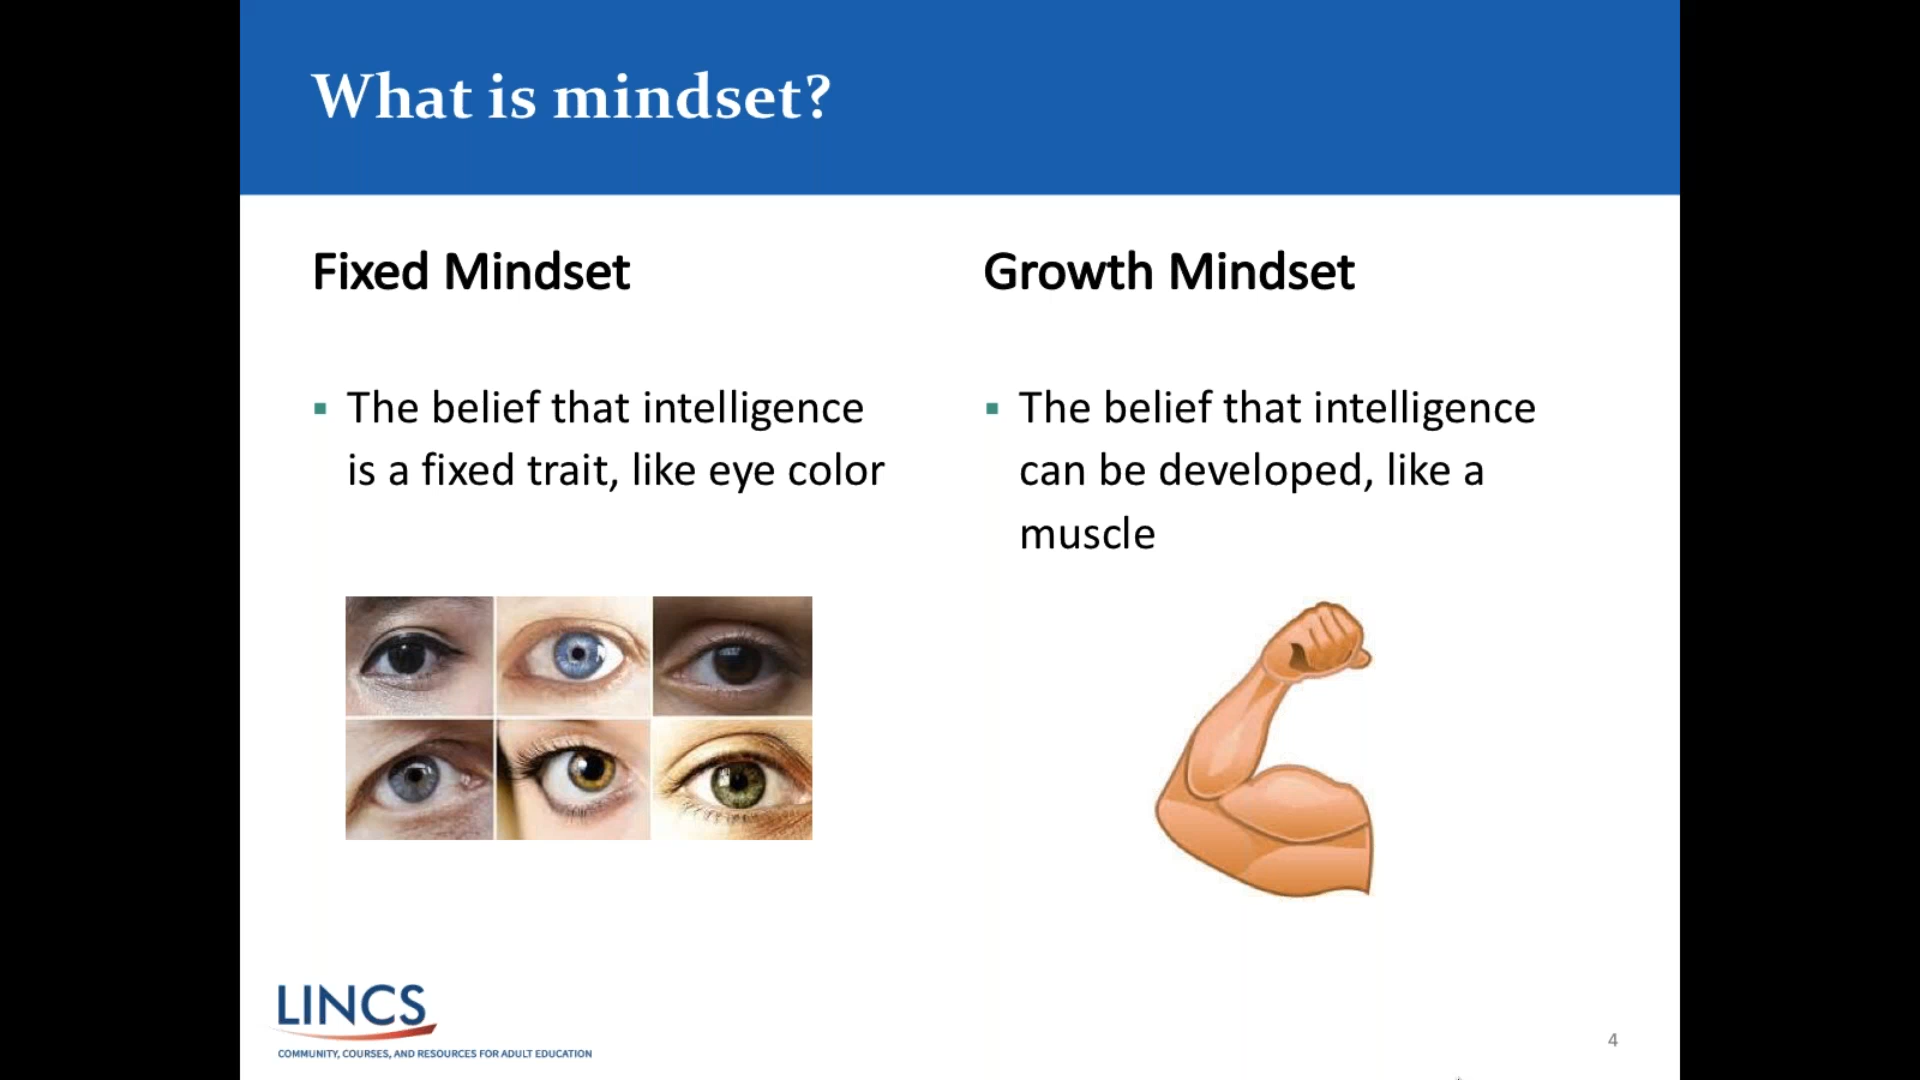 What is mindset?
Fixed Mindset
▪ The belief that intelligence
is a fixed trait, like eye color
Growth Mindset
▪ The belief that intelligence
can be developed, like a
muscle
LINCS
COMMUNITY, COURSES, AND RESOURCES FOR ADULT EDUCATION
4